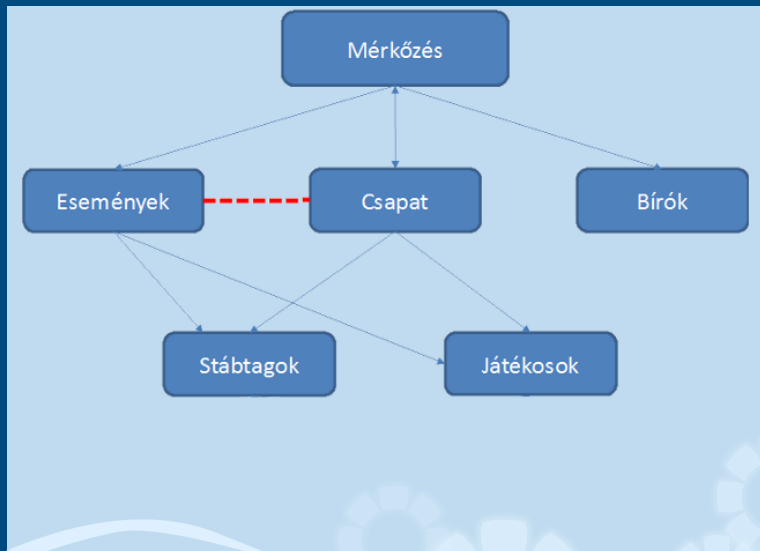 Mérkőzés
Események
Csapat
Bírók
Stábtagok
Játékosok